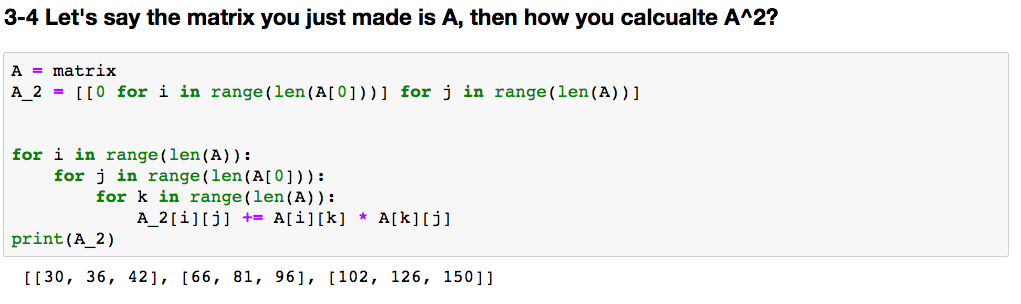 3-4 Let's say the matrix you just made is A, then how you calcualte A^2?
A = matrix
A_2 = [[0 for i in range(len(A[0]))] for j in range(len(A))]
for i in range(len(A)):
    for j in range(len(A[0])):
        for k in range(len(A)):
            A_2[i][j] += A[i][k] * A[k][j]
print(A_2)
[[30, 36, 42], [66, 81, 96], [102, 126, 150]]